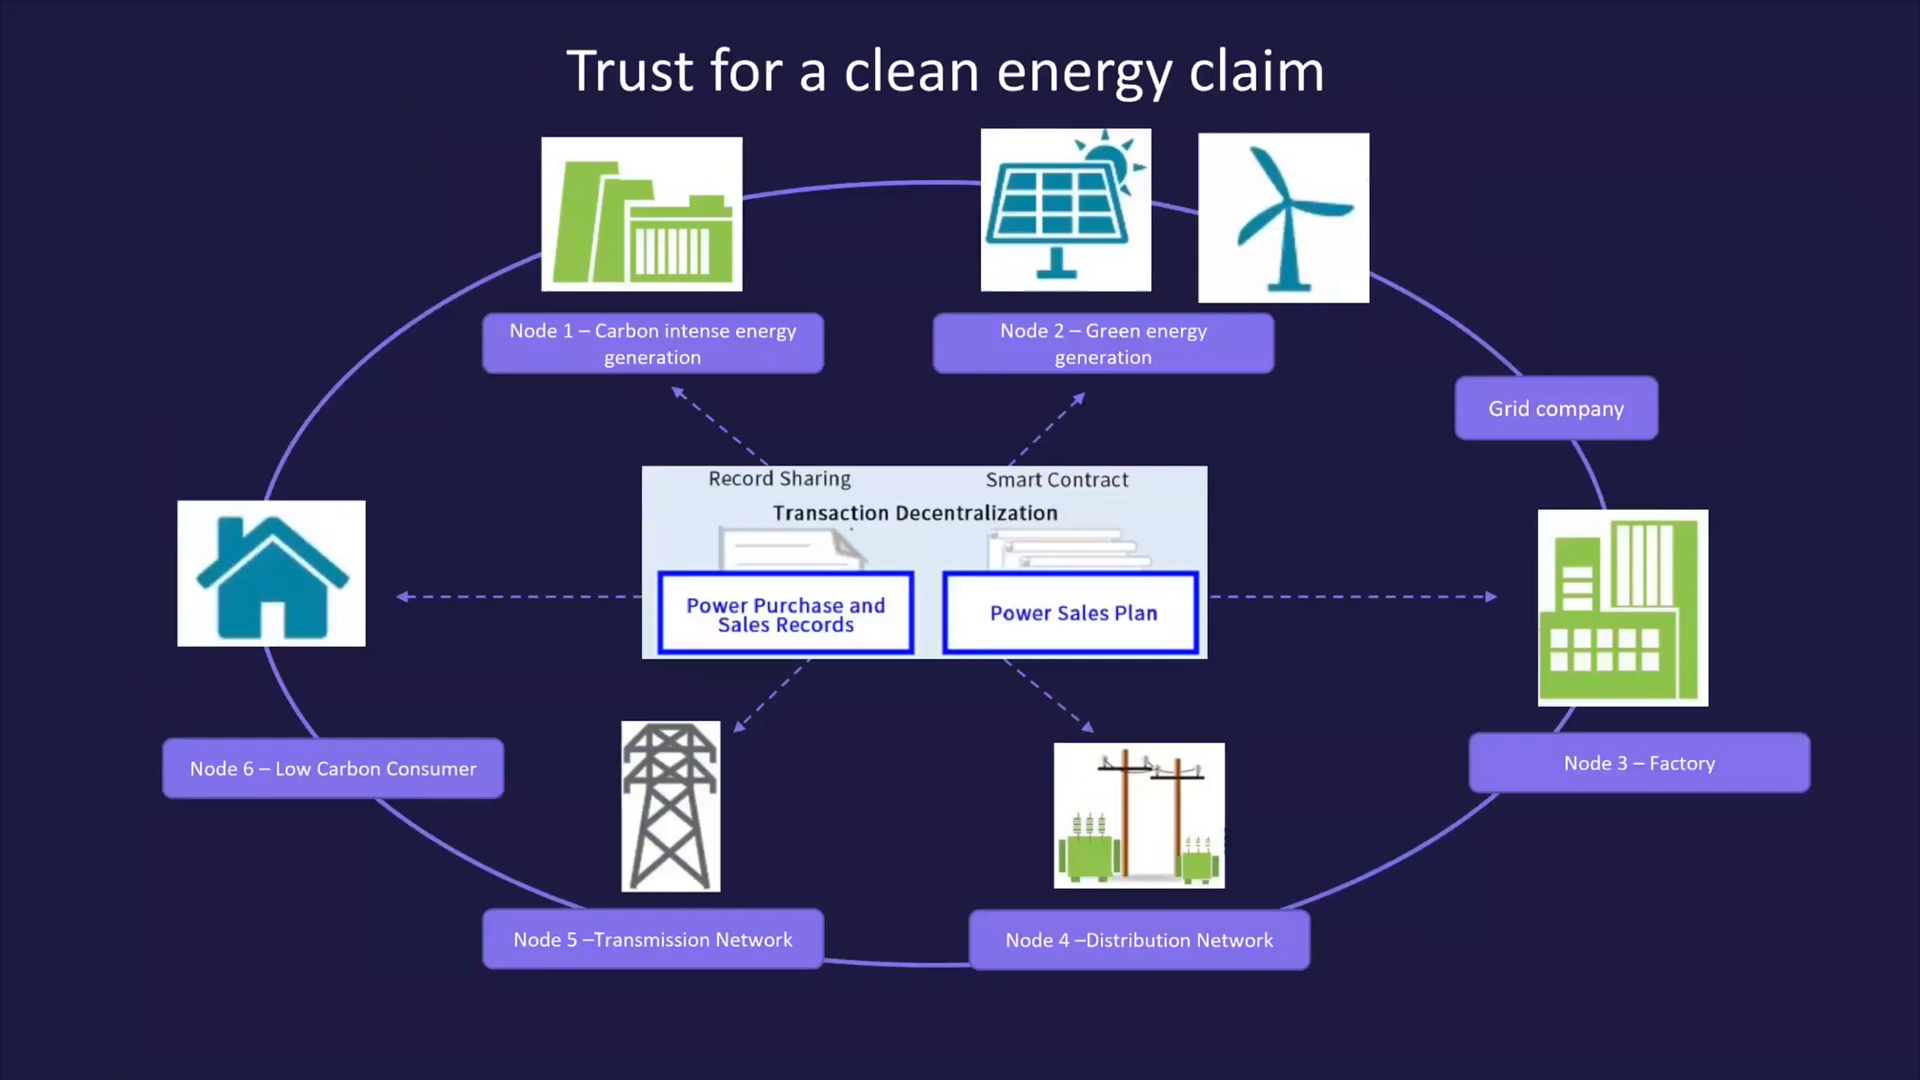 Trust for a clean energy claim
Node 1 – Carbon intense energy
generation
Node 2 – Green energy
generation
Grid company
Record Sharing
Smart Contract
Transaction Decentralization
Power Purchase and
Sales Records
Power Sales Plan
Node 6 – Low Carbon Consumer
Node 3 – Factory
Node 5 –Transmission Network
Node 4 –Distribution Network